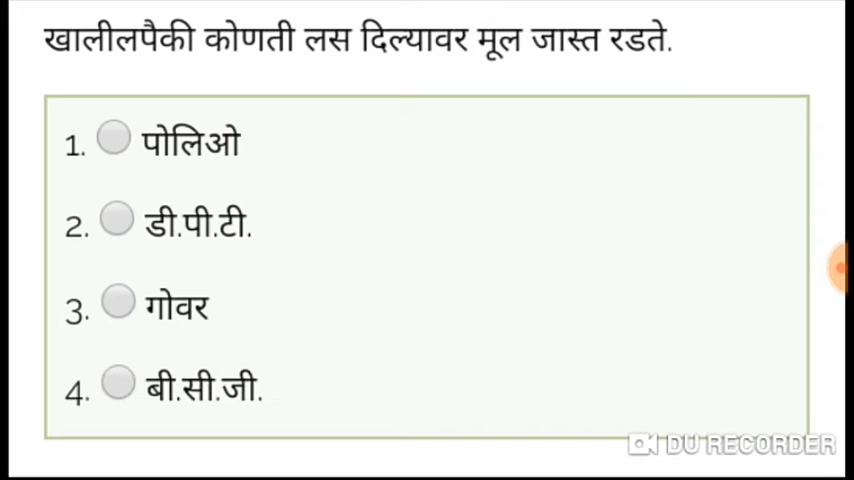 खालीलपैकी कोणती लस दिल्यावर मूल जास्त रडते.
1. पोलिओ
2. डी.पी.टी.
3. गोवर
4. बी.सी.जी.
DU RECORDER